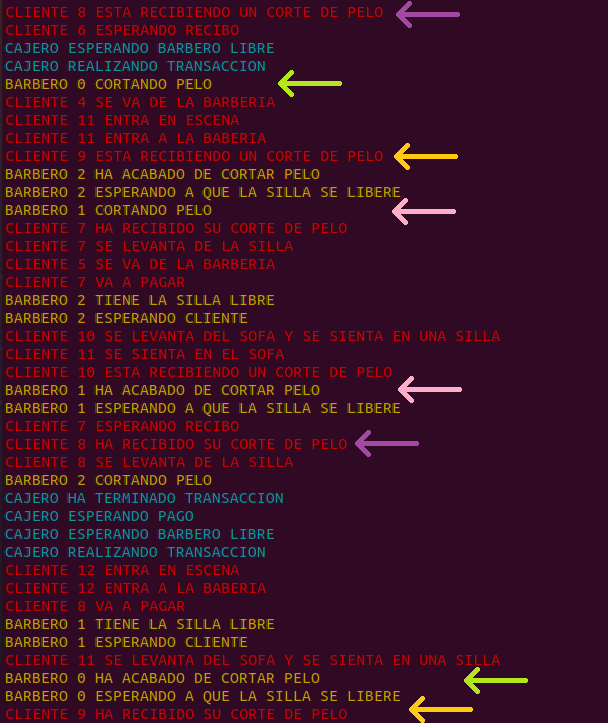 CLIENTE 8 ESTA RECIBIENDO UN CORTE DE PELO
CLIENTE 6 ESPERANDO RECIBO
CAJERO ESPERANDO BARBERO LIBRE
CAJERO REALIZANDO TRANSACCION
BARBERO 0 CORTANDO PELO
CLIENTE 4 SE VA DE LA BARBERIA
CLIENTE 11 ENTRA EN ESCENA
CLIENTE 11 ENTRA A LA BABERIA
CLIENTE 9 ESTA RECIBIENDO UN CORTE DE PELO
BARBERO 2 HA ACABADO DE CORTAR PELO
BARBERO 2 ESPERANDO A QUE LA SILLA SE LIBERE
BARBERO 1 CORTANDO PELO
CLIENTE 7 HA RECIBIDO SU CORTE DE PELO
CLIENTE 7 SE LEVANTA DE LA SILLA
CLIENTE 5 SE VA DE LA BARBERIA
CLIENTE 7 VA A PAGAR
BARBERO 2 TIENE LA SILLA LIBRE
BARBERO 2 ESPERANDO CLIENTE
CLIENTE 10 SE LEVANTA DEL SOFA Y SE SIENTA EN UNA SILLA
CLIENTE 11 SE SIENTA EN EL SOFA
CLIENTE 10 ESTA RECIBIENDO UN CORTE DE PELO
BARBERO 1 HA ACABADO DE CORTAR PELO
BARBERO 1 ESPERANDO A QUE LA SILLA SE LIBERE
CLIENTE 7 ESPERANDO RECIBO
CLIENTE 8 HA RECIBIDO SU CORTE DE PELO
CLIENTE 8 SE LEVANTA DE LA SILLA
BARBERO 2 CORTANDO PELO
CAJERO HA TERMINADO TRANSACCION
CAJERO ESPERANDO PAGO
CAJERO ESPERANDO BARBERO LIBRE
CAJERO REALIZANDO TRANSACCION
CLIENTE 12 ENTRA EN ESCENA
CLIENTE 12 ENTRA A LA BABERIA
CLIENTE 8 VA A PAGAR
BARBERO 1 TIENE LA SILLA LIBRE
BARBERO 1 ESPERANDO CLIENTE
CLIENTE 11 SE LEVANTA DEL SOFA Y SE SIENTA EN UNA SILLA
BARBERO 0 HA ACABADO DE CORTAR PELO
BARBERO 0 ESPERANDO A QUE LA SILLA SE LIBERE
CLIENTE 9 HA RECIBIDO SU CORTE DE PELO